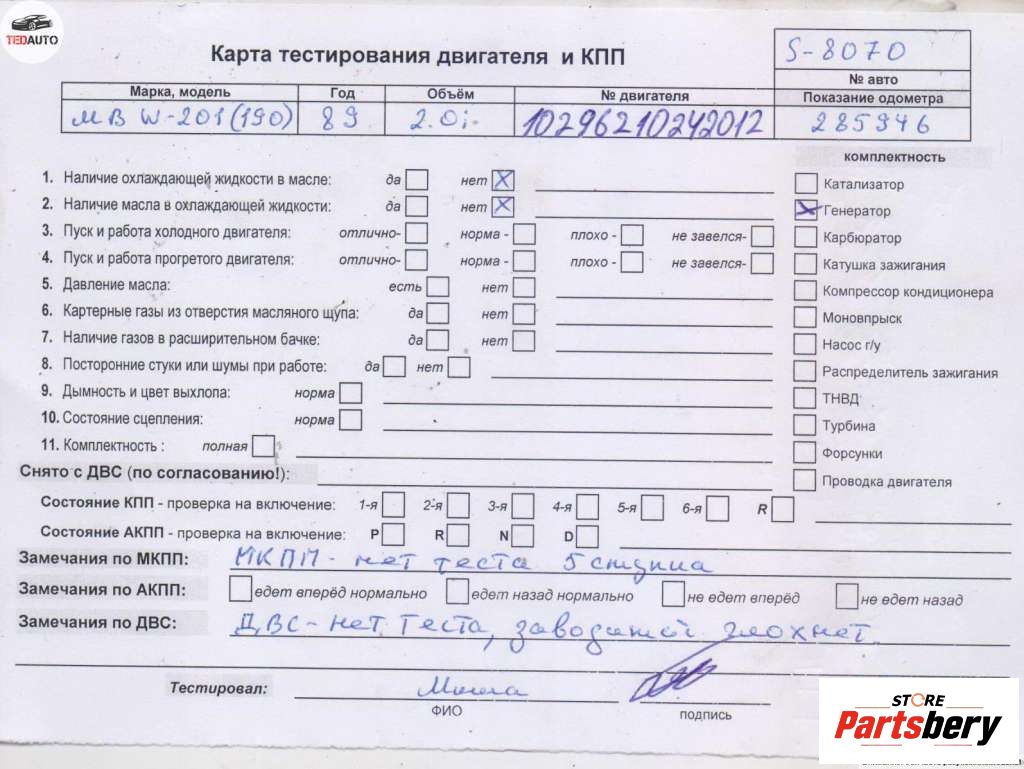 TEDAUTO
Карта тестирования двигателя и КПП
S-8070
№ авто
Марка, модель Год Объём № двигателя Показание одометра
МВ W-201(190) 89 2.0i 10296210242012 285946
комплектность
1. Наличие охлаждающей жидкости в масле: да нет X
Катализатор
2. Наличие масла в охлаждающей жидкости: да нет X
Генератор
3. Пуск и работа холодного двигателя: отлично- норма - плохо - не завелся-
Карбюратор
4. Пуск и работа прогретого двигателя: отлично- норма - плохо - не завелся-
Катушка зажигания
5. Давление масла: есть нет
Компрессор кондиционера
6. Картерные газы из отверстия масляного щупа: да нет
Моновпрыск
7. Наличие газов в расширительном бачке: да нет
Насос г/у
8. Посторонние стуки или шумы при работе: да нет
Распределитель зажигания
9. Дымность и цвет выхлопа: норма
ТНВД
10. Состояние сцепления: норма
Турбина
11. Комплектность : полная
Форсунки
Снято с ДВС (по согласованию!):
Проводка двигателя
Состояние КПП - проверка на включение: 1-я 2-я 3-я 4-я 5-я 6-я R
Состояние АКПП - проверка на включение: P R N D
Замечания по МКПП: МКПП - нет теста 5 ступка
Замечания по АКПП: едет вперёд нормально едет назад нормально не едет вперёд не едет назад
Замечания по ДВС: ДВС - нет теста, глохнет
Тестировал: Миша
ФИО подпись
STORE
Partsbery